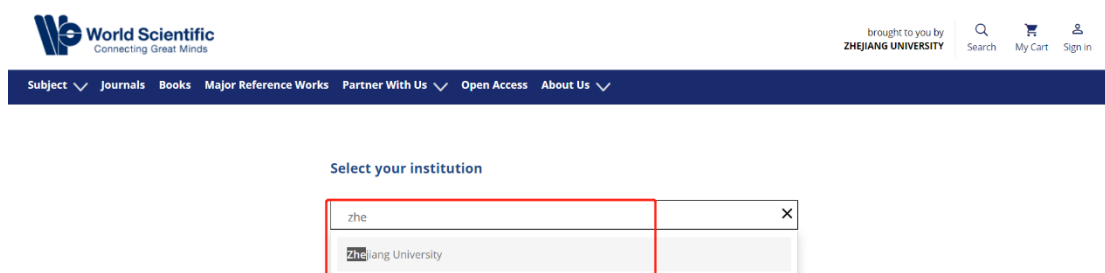 World Scientific
Connecting Great Minds
brought to you by
ZHEJIANG UNIVERSITY
Search
My Cart
Sign in
Subject Journals Books Major Reference Works Partner With Us Open Access About Us
Select your institution
zhe
Zhejiang University